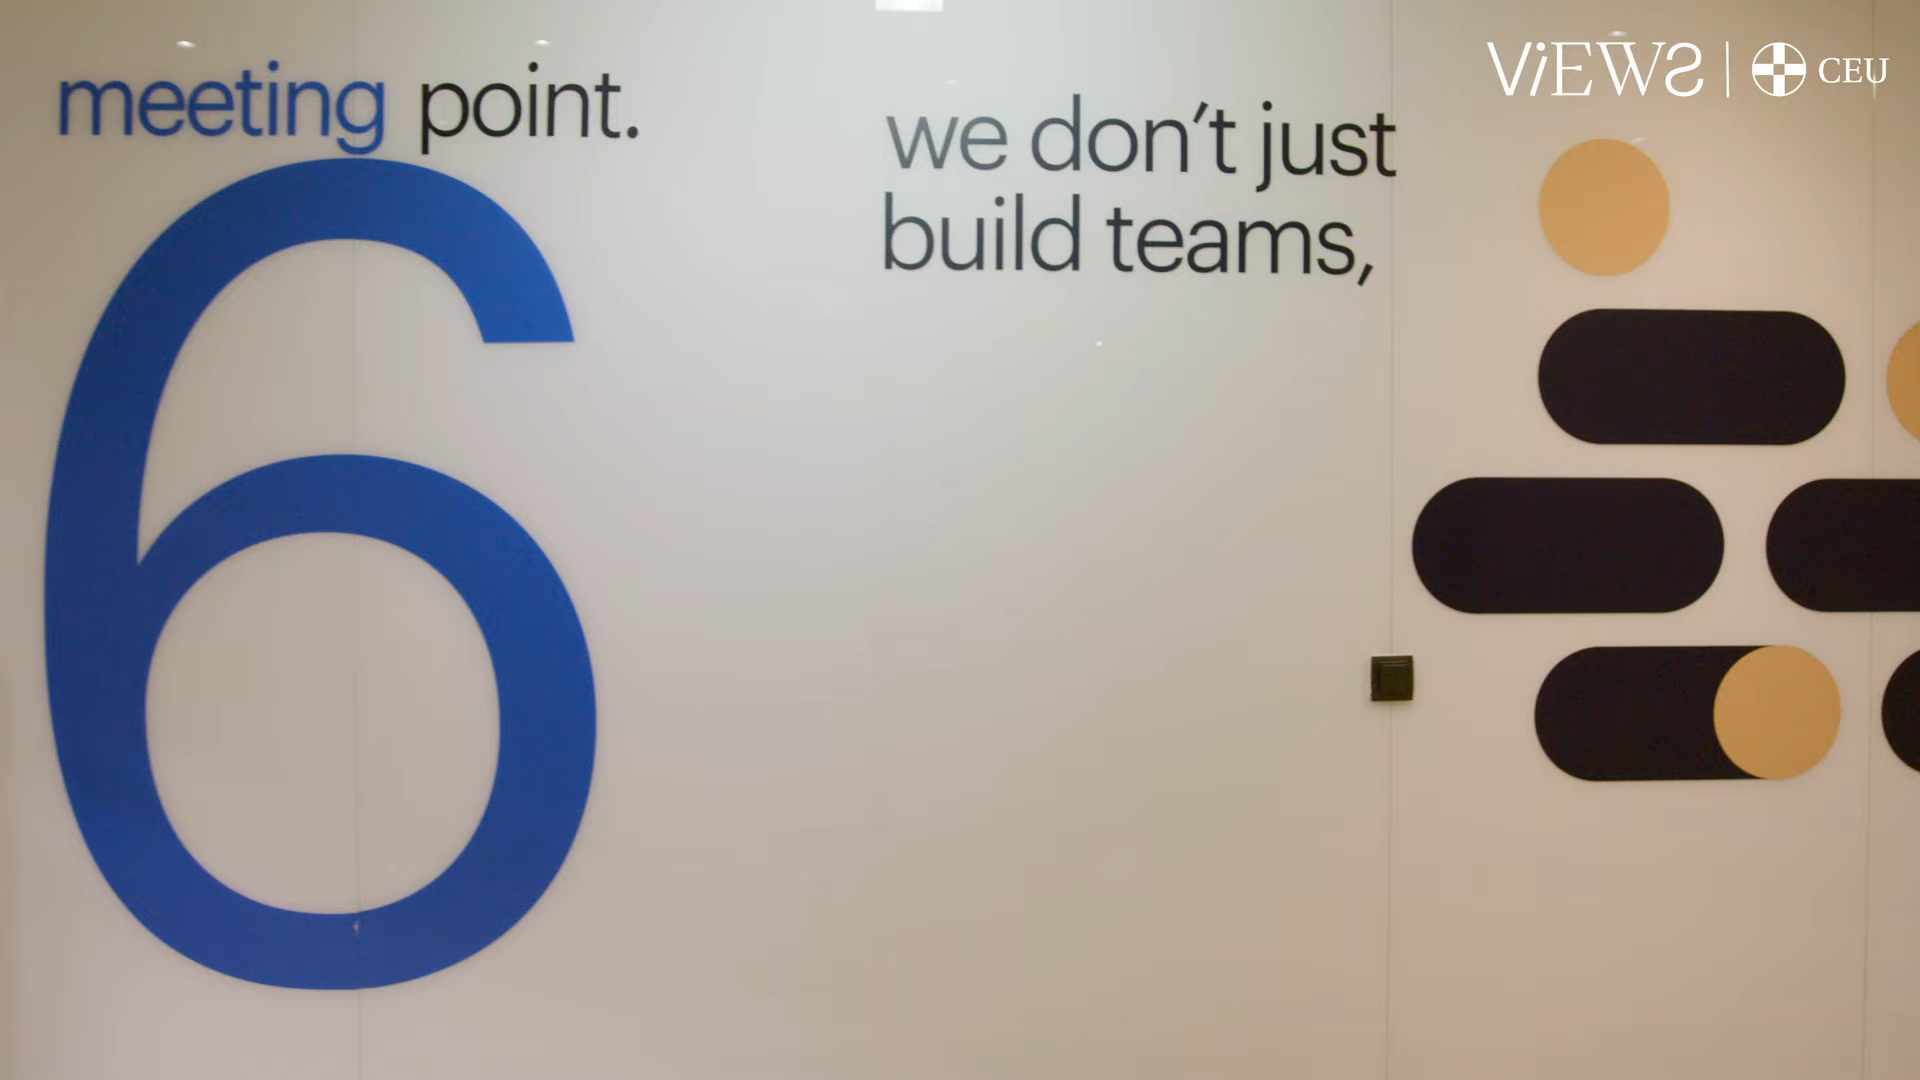 meeting point.
6
we don't just
build teams,
ViEWS | CEU